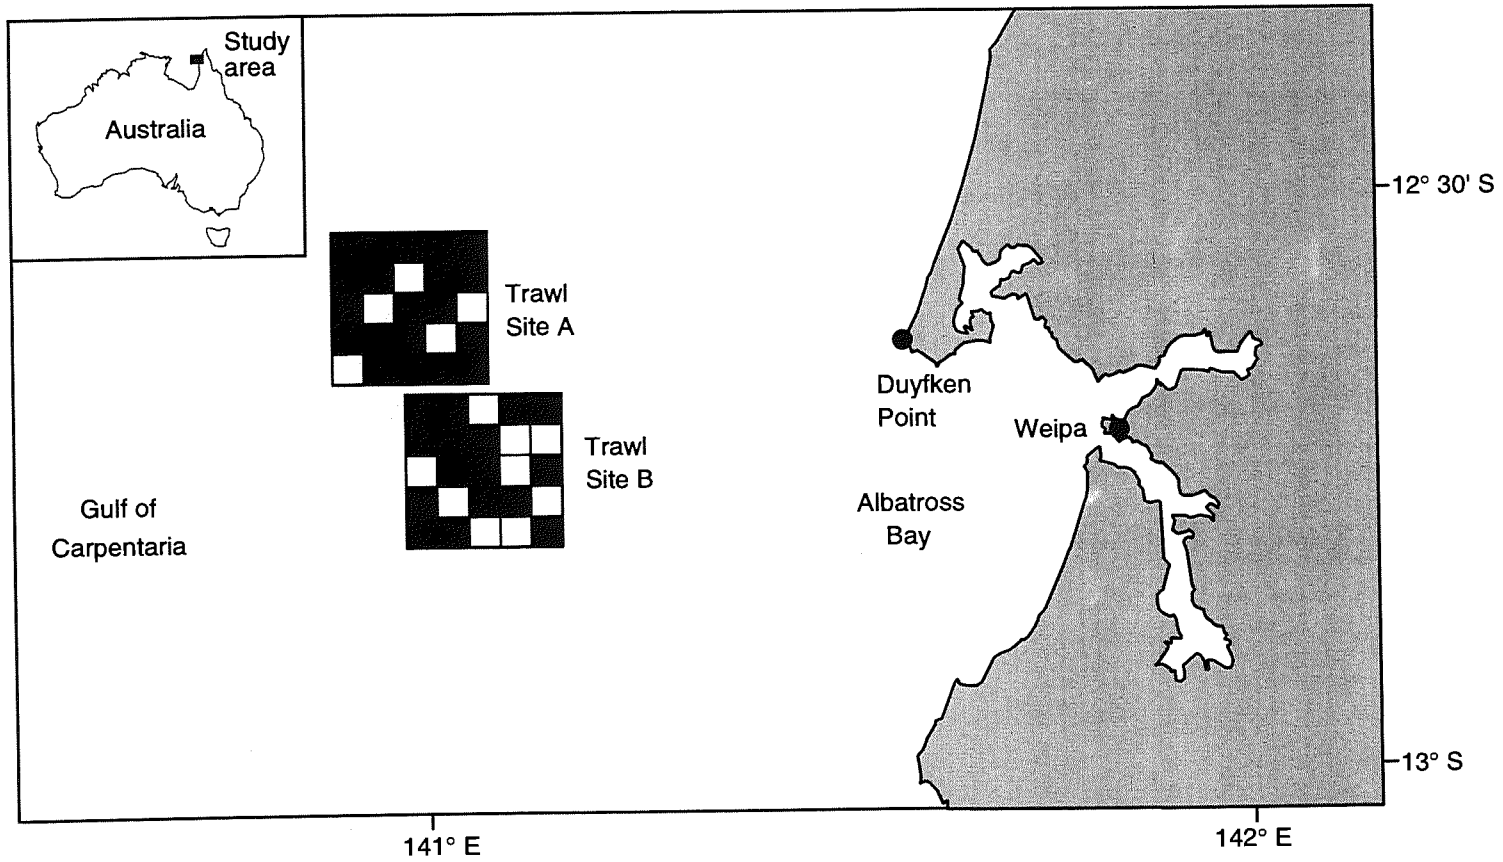 Study
area
Australia
12° 30' S
Trawl
Site A
Duyfken
Point
Weipa
Trawl
Site B
Albatross
Bay
Gulf of
Carpentaria
13° S
141° E
142° E